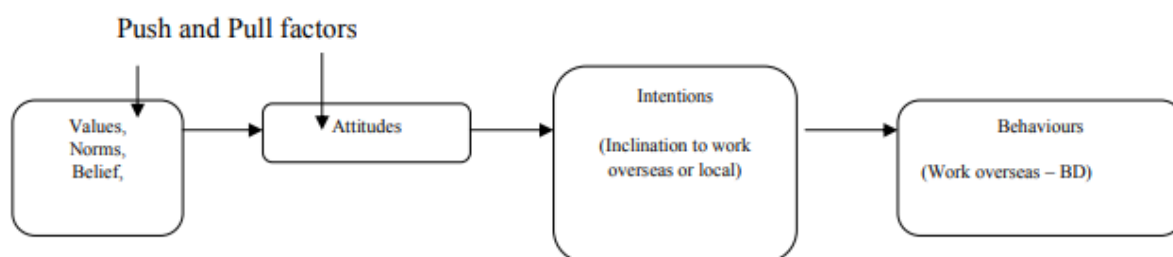 Push and Pull factors
Values,
Norms,
Belief,
Attitudes
Intentions
(Inclination to work
overseas or local)
Behaviours
(Work overseas – BD)